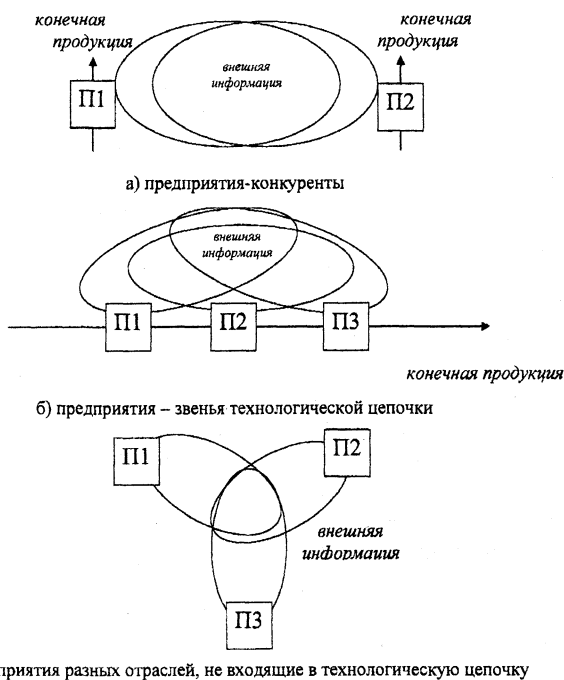 конечная конечная
продукция продукция
внешняя
информация
П1 П2
а) предприятия-конкуренты
внешняя
информация
П1 П2 П3
конечная продукция
б) предприятия – звенья технологической цепочки
П1 П2
внешняя
информация
П3
приятия разных отраслей, не входящие в технологическую цепочку